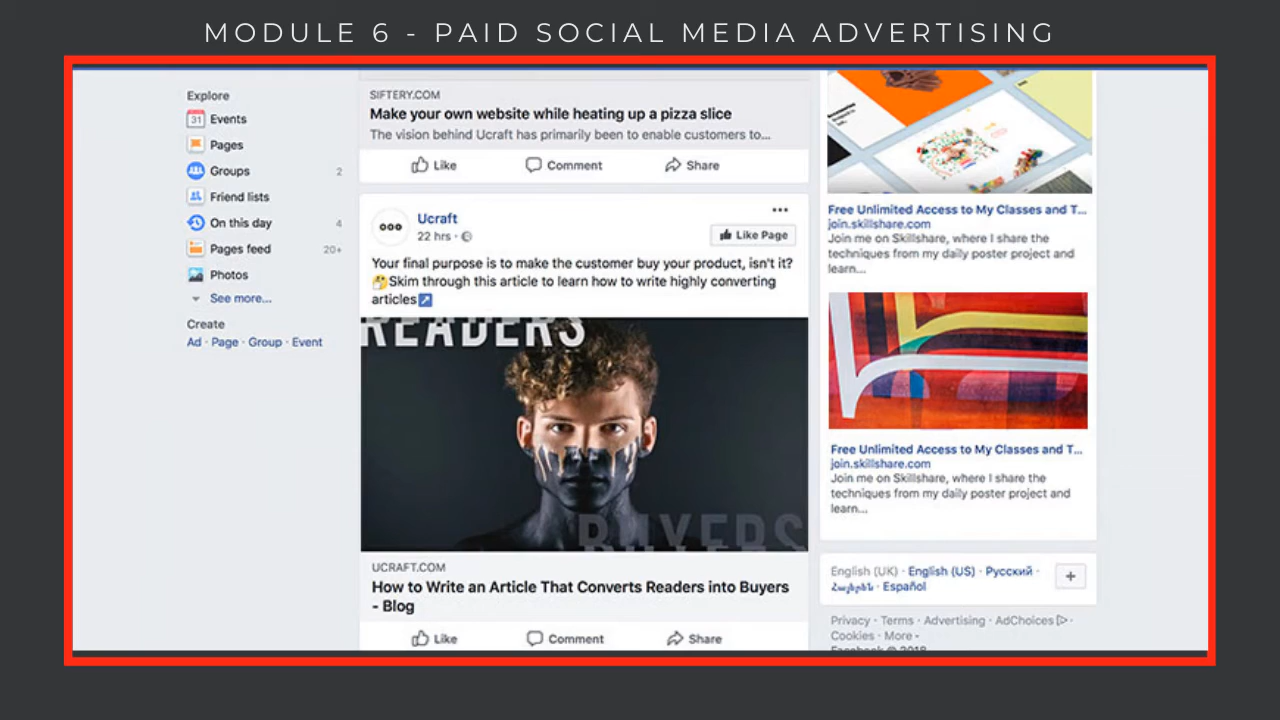 MODULE 6 - PAID SOCIAL MEDIA ADVERTISING
Explore
31 Events
Pages
Groups 2
Friend lists
On this day 4
Pages feed 20+
Photos
See more...
Create
Ad · Page · Group · Event
SIFTERY.COM
Make your own website while heating up a pizza slice
The vision behind Ucraft has primarily been to enable customers to...
Like Comment Share
Ucraft
22 hrs ·
Like Page
Your final purpose is to make the customer buy your product, isn't it?
🤔Skim through this article to learn how to write highly converting
articles↗️
READERS
BUYERS
UCRAFT.COM
How to Write an Article That Converts Readers into Buyers
- Blog
Like Comment Share
Free Unlimited Access to My Classes and T...
join.skillshare.com
Join me on Skillshare, where I share the
techniques from my daily poster project and
learn...
Free Unlimited Access to My Classes and T...
join.skillshare.com
Join me on Skillshare, where I share the
techniques from my daily poster project and
learn...
English (UK) · English (US) · Русский ·
Հայերեն · Español
+
Privacy · Terms · Advertising · AdChoices ·
Cookies · More
Facebook © 2018